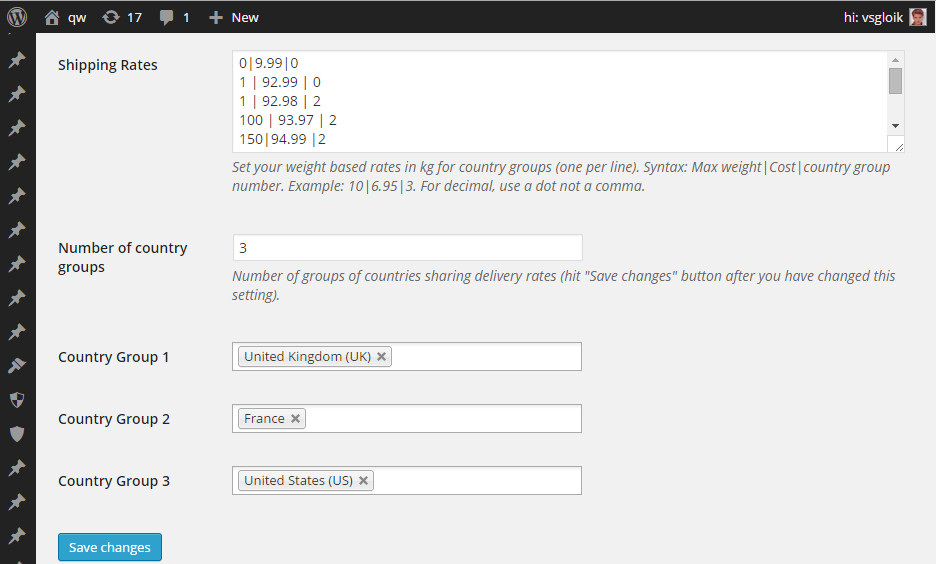 qw 17 1 New hi: vsgloik
Shipping Rates
0|9.99|0
1 | 92.99 | 0
1 | 92.98 | 2
100 | 93.97 | 2
150|94.99 |2
Set your weight based rates in kg for country groups (one per line). Syntax: Max weight|Cost|country group
number. Example: 10|6.95|3. For decimal, use a dot not a comma.
Number of country
groups
3
Number of groups of countries sharing delivery rates (hit "Save changes" button after you have changed this
setting).
Country Group 1
United Kingdom (UK)
Country Group 2
France
Country Group 3
United States (US)
Save changes